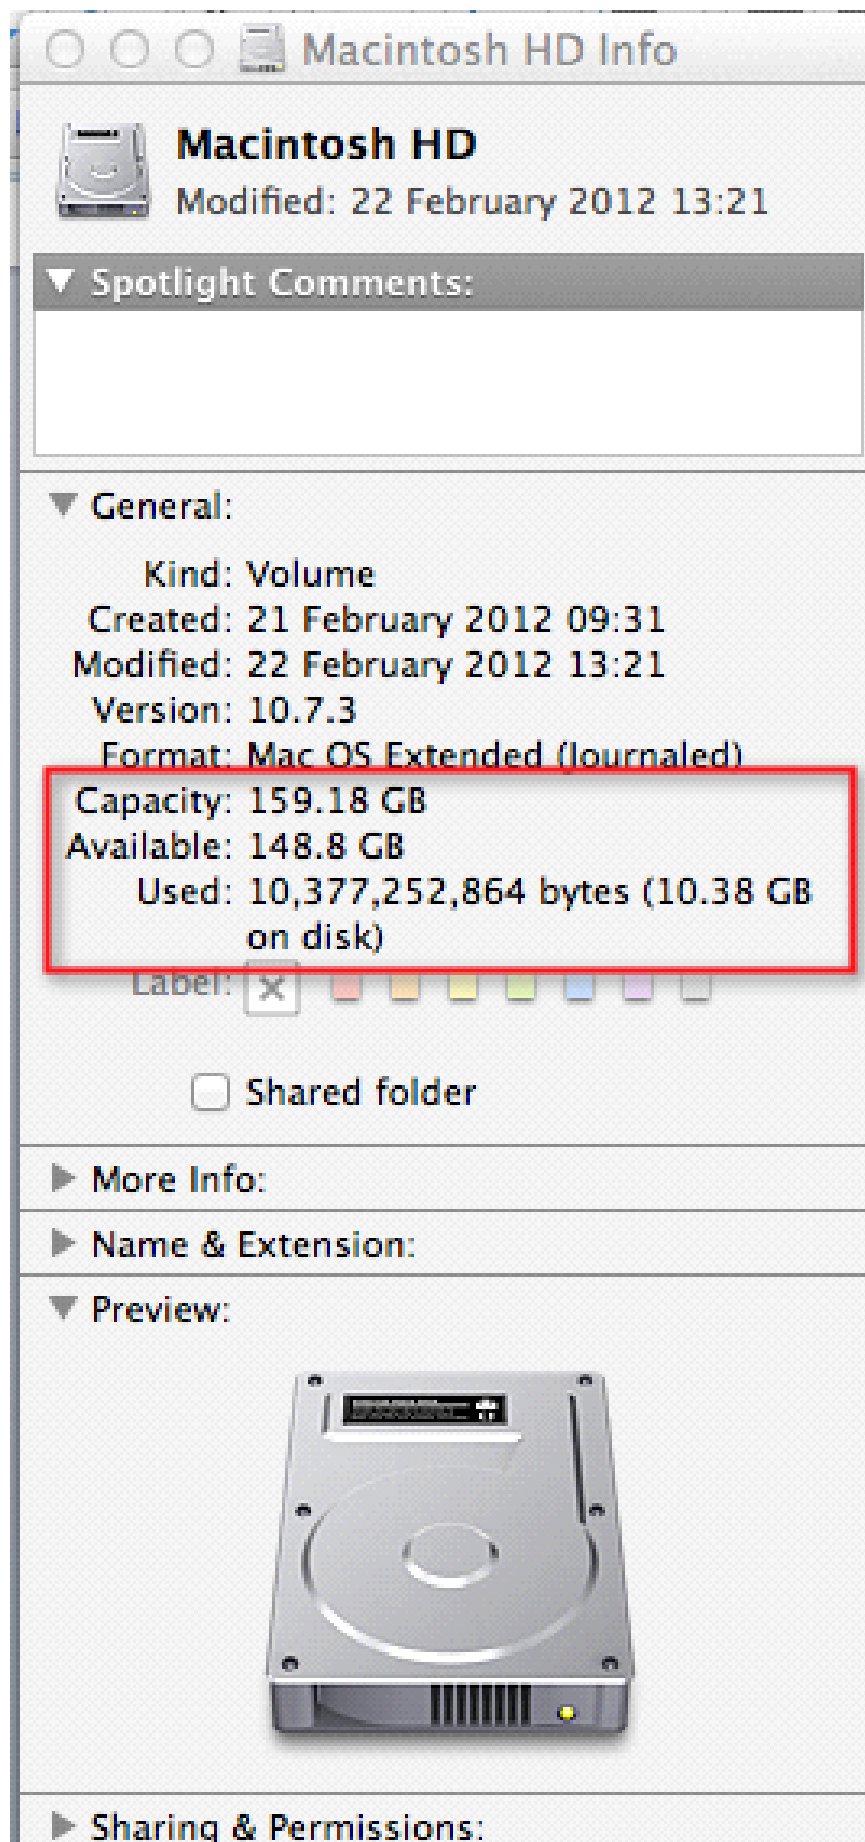 Macintosh HD Info
Macintosh HD
Modified: 22 February 2012 13:21
Spotlight Comments:
General:
Kind: Volume
Created: 21 February 2012 09:31
Modified: 22 February 2012 13:21
Version: 10.7.3
Format: Mac OS Extended (Journaled)
Capacity: 159.18 GB
Available: 148.8 GB
Used: 10,377,252,864 bytes (10.38 GB
on disk)
Label:
Shared folder
More Info:
Name & Extension:
Preview:
Sharing & Permissions: